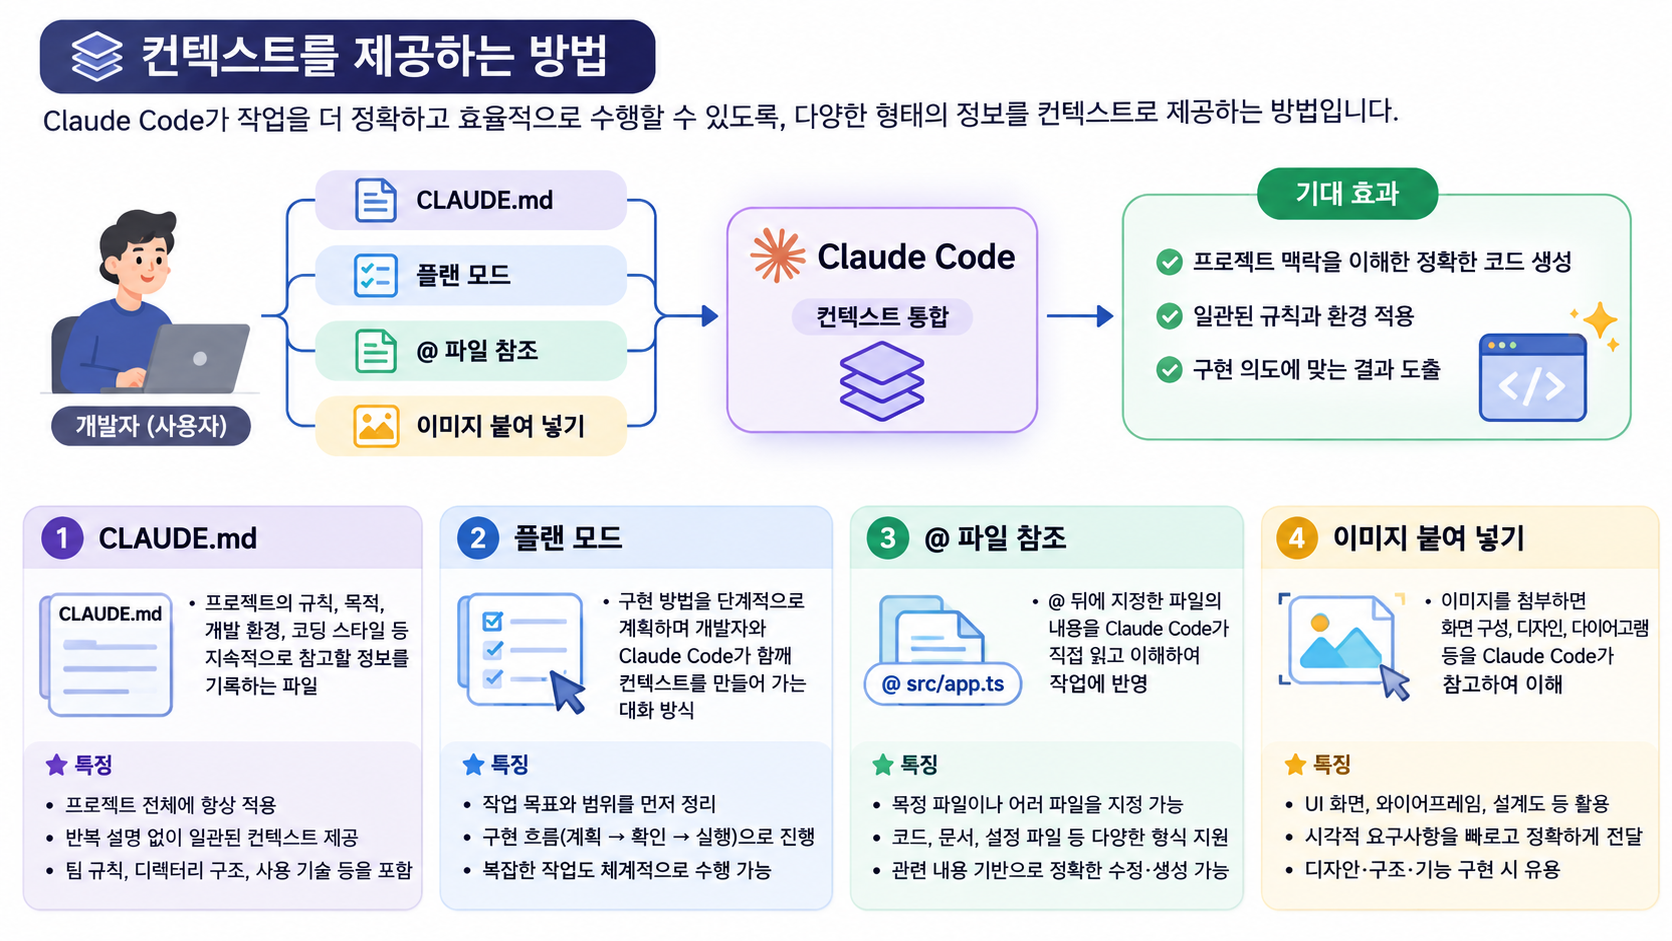 컨텍스트를 제공하는 방법
Claude Code가 작업을 더 정확하고 효율적으로 수행할 수 있도록, 다양한 형태의 정보를 컨텍스트로 제공하는 방법입니다.
개발자 (사용자)
CLAUDE.md
플랜 모드
@ 파일 참조
이미지 붙여 넣기
Claude Code
컨텍스트 통합
기대 효과
프로젝트 맥락을 이해한 정확한 코드 생성
일관된 규칙과 환경 적용
구현 의도에 맞는 결과 도출
</>
1 CLAUDE.md
CLAUDE.md
• 프로젝트의 규칙, 목적,
개발 환경, 코딩 스타일 등
지속적으로 참고할 정보를
기록하는 파일
특정
• 프로젝트 전체에 항상 적용
• 반복 설명 없이 일관된 컨텍스트 제공
• 팀 규칙, 디렉터리 구조, 사용 기술 등을 포함
2 플랜 모드
• 구현 방법을 단계적으로
계획하며 개발자와
Claude Code가 함께
컨텍스트를 만들어 가는
대화 방식
특징
• 작업 목표와 범위를 먼저 정리
• 구현 흐름(계획 → 확인 → 실행)으로 진행
• 복잡한 작업도 체계적으로 수행 가능
3 @ 파일 참조
@ src/app.ts
• @ 뒤에 지정한 파일의
내용을 Claude Code가
직접 읽고 이해하여
작업에 반영
특징
• 목정 파일이나 어러 파일을 지정 가능
• 코드, 문서, 설정 파일 등 다양한 형식 지원
• 관련 내용 기반으로 정확한 수정·생성 가능
4 이미지 붙여 넣기
• 이미지를 첨부하면
화면 구성, 디자인, 다이어고램
등을 Claude Code가
참고하여 이해
특징
• UI 화면, 와이어프레임, 설계도 등 활용
• 시각적 요구사항을 빠로고 정확하게 전달
• 디자안·구조·기능 구현 시 유용